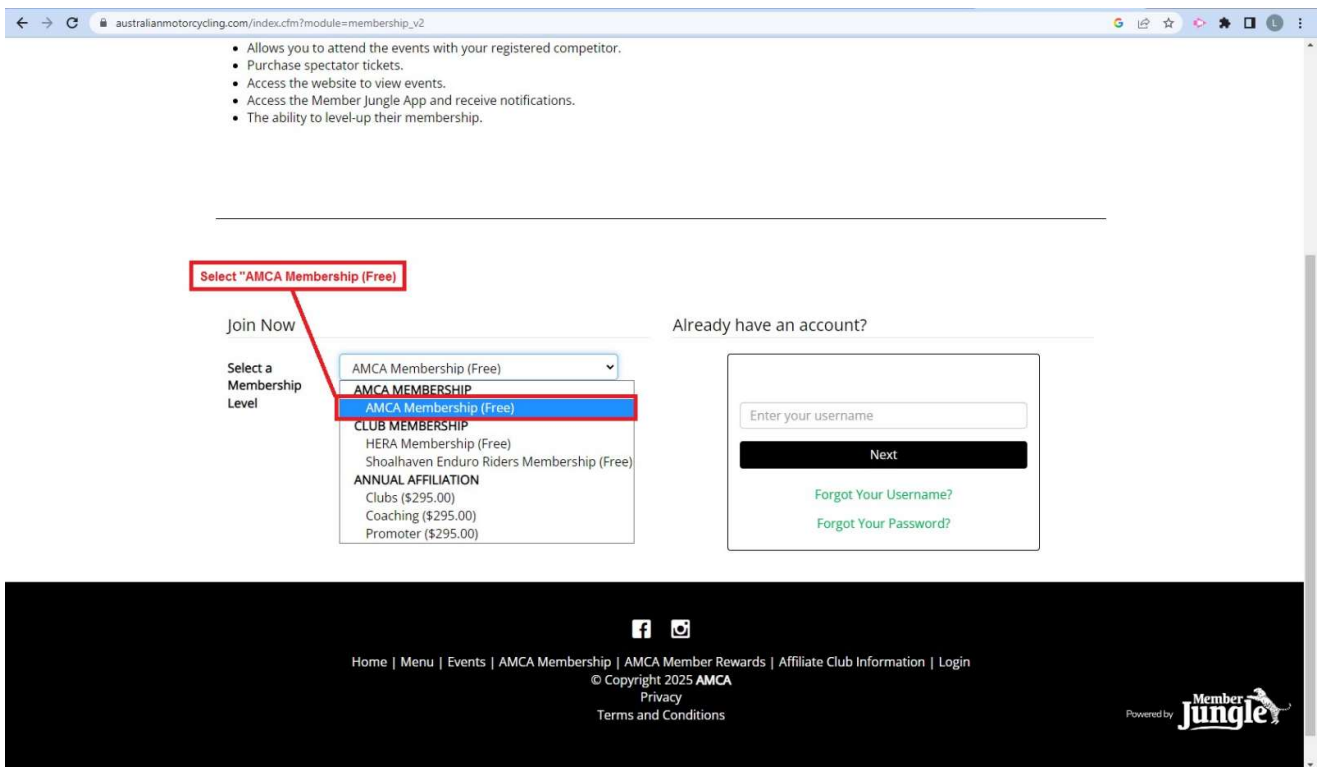 australianmotorcycling.com/index.cfm?module=membership_v2
Allows you to attend the events with your registered competitor.
Purchase spectator tickets.
Access the website to view events.
Access the Member Jungle App and receive notifications.
The ability to level-up their membership.
Select "AMCA Membership (Free)
Join Now
Select a
Membership
Level
AMCA Membership (Free)
AMCA MEMBERSHIP
AMCA Membership (Free)
CLUB MEMBERSHIP
HERA Membership (Free)
Shoalhaven Enduro Riders Membership (Free)
ANNUAL AFFILIATION
Clubs ($295.00)
Coaching ($295.00)
Promoter ($295.00)
Already have an account?
Enter your username
Next
Forgot Your Username?
Forgot Your Password?
Home | Menu | Events | AMCA Membership | AMCA Member Rewards | Affiliate Club Information | Login
© Copyright 2025 AMCA
Privacy
Terms and Conditions
Powered by Member Jungle